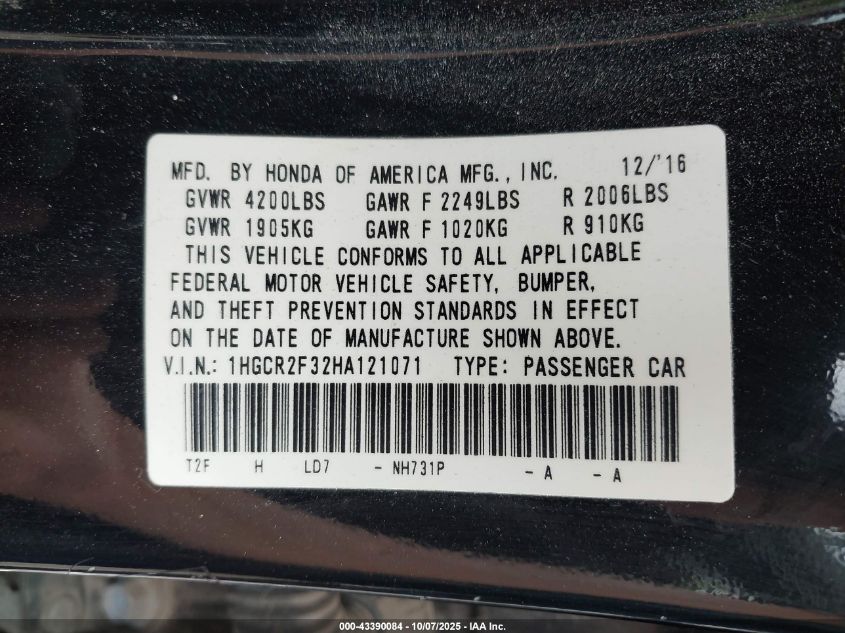 MFD. BY HONDA OF AMERICA MFG., INC. 12/'16
GVWR 4200LBS GAWR F 2249LBS R 2006LBS
GVWR 1905KG GAWR F 1020KG R 910KG
THIS VEHICLE CONFORMS TO ALL APPLICABLE
FEDERAL MOTOR VEHICLE SAFETY, BUMPER,
AND THEFT PREVENTION STANDARDS IN EFFECT
ON THE DATE OF MANUFACTURE SHOWN ABOVE.
V.I.N.: 1HGCR2F32HA121071 TYPE: PASSENGER CAR
T2F H LD7 - NH731P - A - A
000-43390084 - 10/07/2025 - IAA Inc.